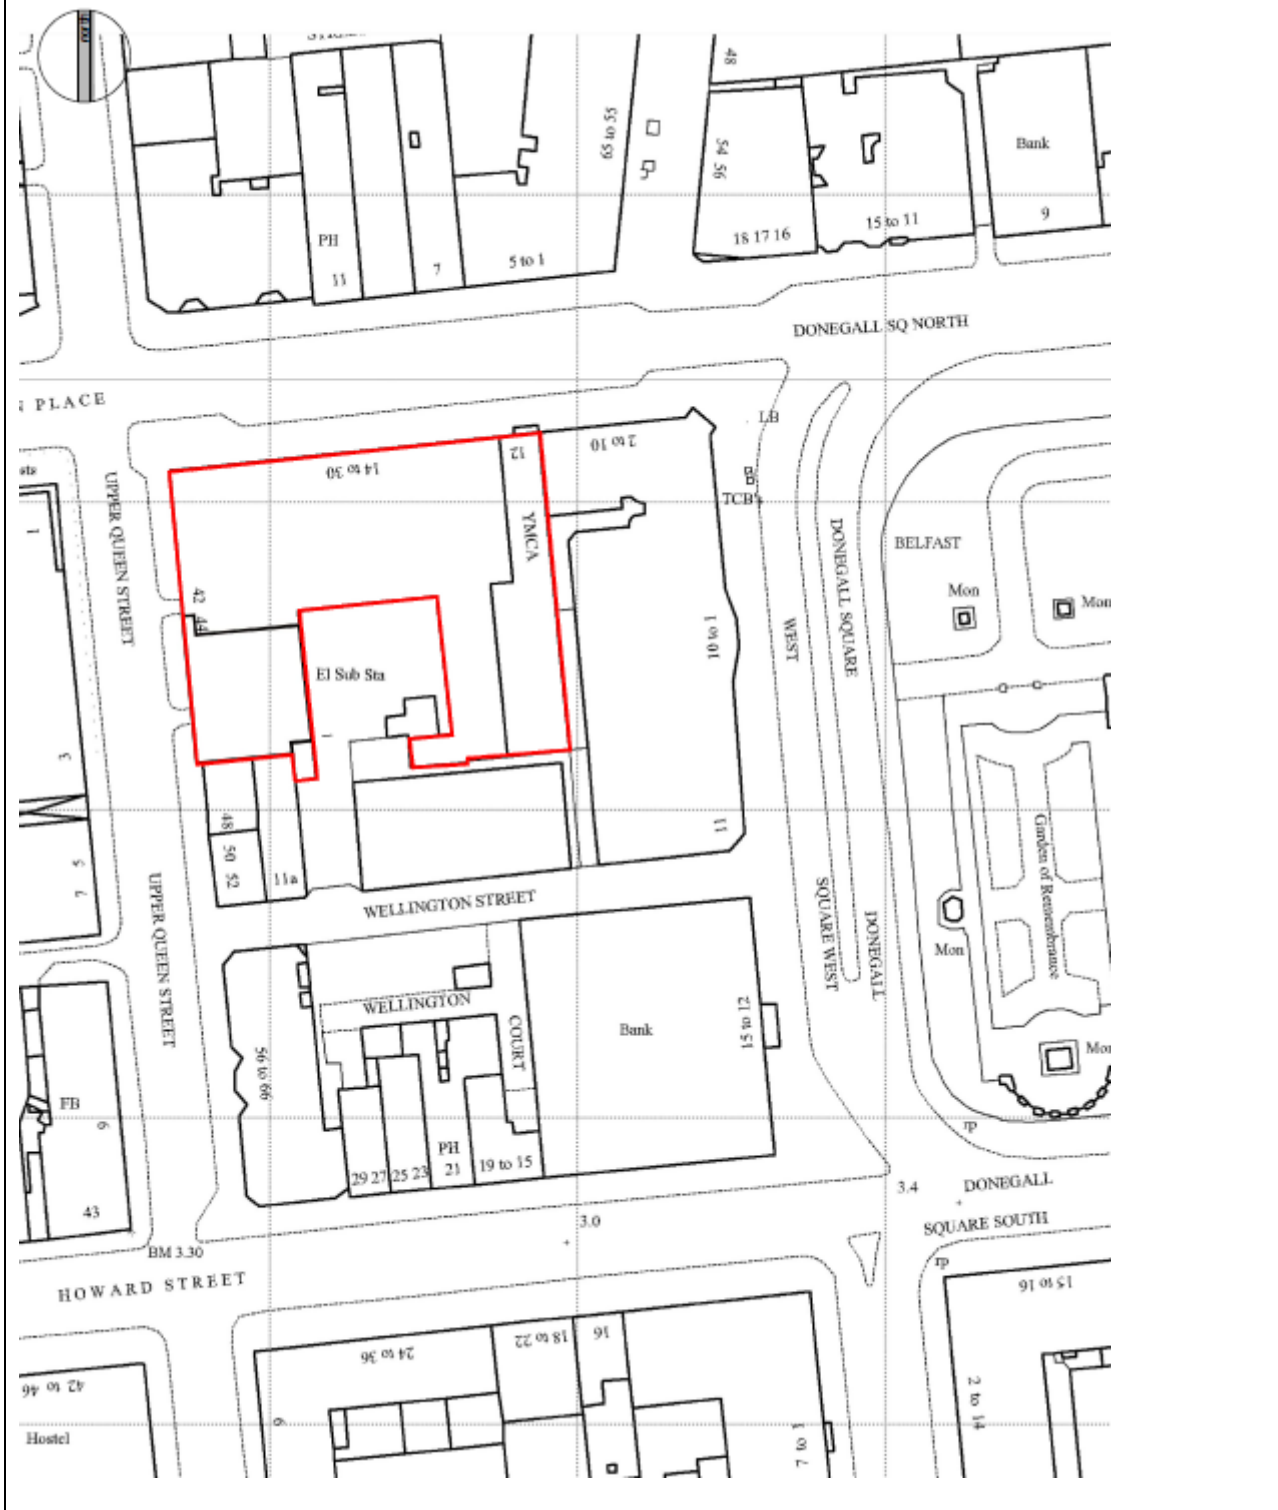 north
48
65 to 55
54 56
Bank
PH
11
7
5 to 1
18 17 16
15 to 11
9
DONEGALL SQ NORTH
PLACE
LB
2 to 10
12
14 to 30
TCB's
YMCA
UPPER QUEEN STREET
1
BELFAST
DONEGALL SQUARE
WEST
Mon
Mon
42
44
1 to 10
El Sub Sta
3
48
11
50
52
11a
5
7
Garden of Remembrance
WELLINGTON STREET
UPPER QUEEN STREET
SQUARE WEST
DONEGALL
Mon
WELLINGTON
COURT
Bank
15 to 12
56 to 66
Mon
FB
9
PH
21
29 27
25 23
19 to 15
rp
43
3.4
DONEGALL
SQUARE SOUTH
3.0
BM 3.30
rp
HOWARD STREET
15 to 16
24 to 36
18 to 22
16
42 to 46
2 to 14
Hostel
1 to 7